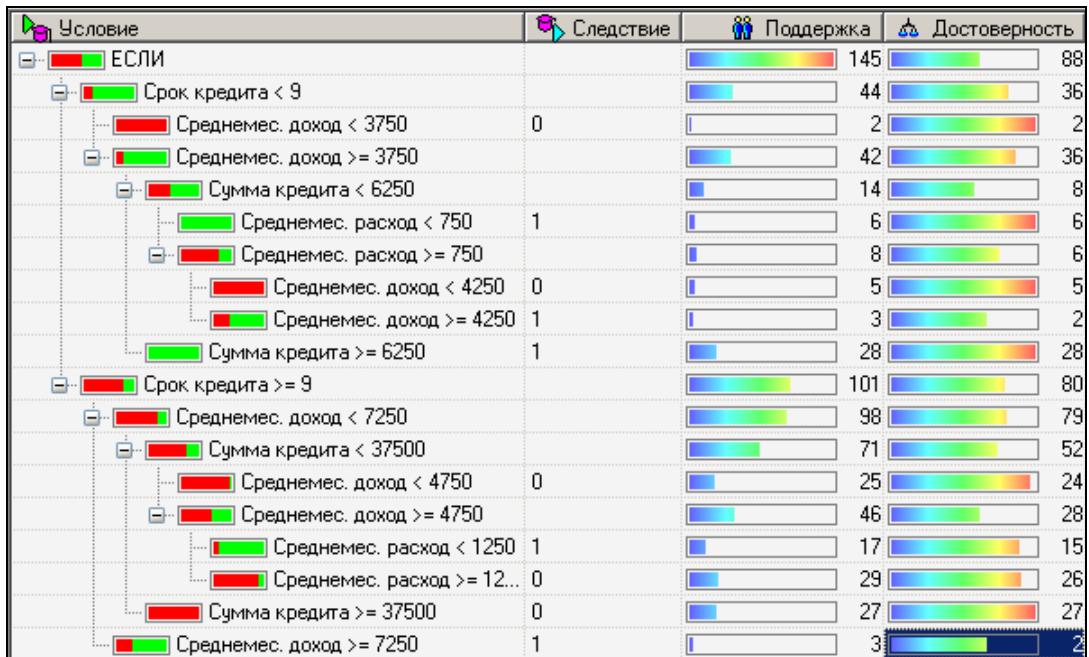 Условие Следствие Поддержка Достоверность
ЕСЛИ 145 88
Срок кредита < 9 44 36
Среднемес. доход < 3750 0 2 2
Среднемес. доход >= 3750 42 36
Сумма кредита < 6250 14 8
Среднемес. расход < 750 1 6 6
Среднемес. расход >= 750 8 6
Среднемес. доход < 4250 0 5 5
Среднемес. доход >= 4250 1 3 2
Сумма кредита >= 6250 1 28 28
Срок кредита >= 9 101 80
Среднемес. доход < 7250 98 79
Сумма кредита < 37500 71 52
Среднемес. доход < 4750 0 25 24
Среднемес. доход >= 4750 46 28
Среднемес. расход < 1250 1 17 15
Среднемес. расход >= 12... 0 29 26
Сумма кредита >= 37500 0 27 27
Среднемес. доход >= 7250 1 3 2